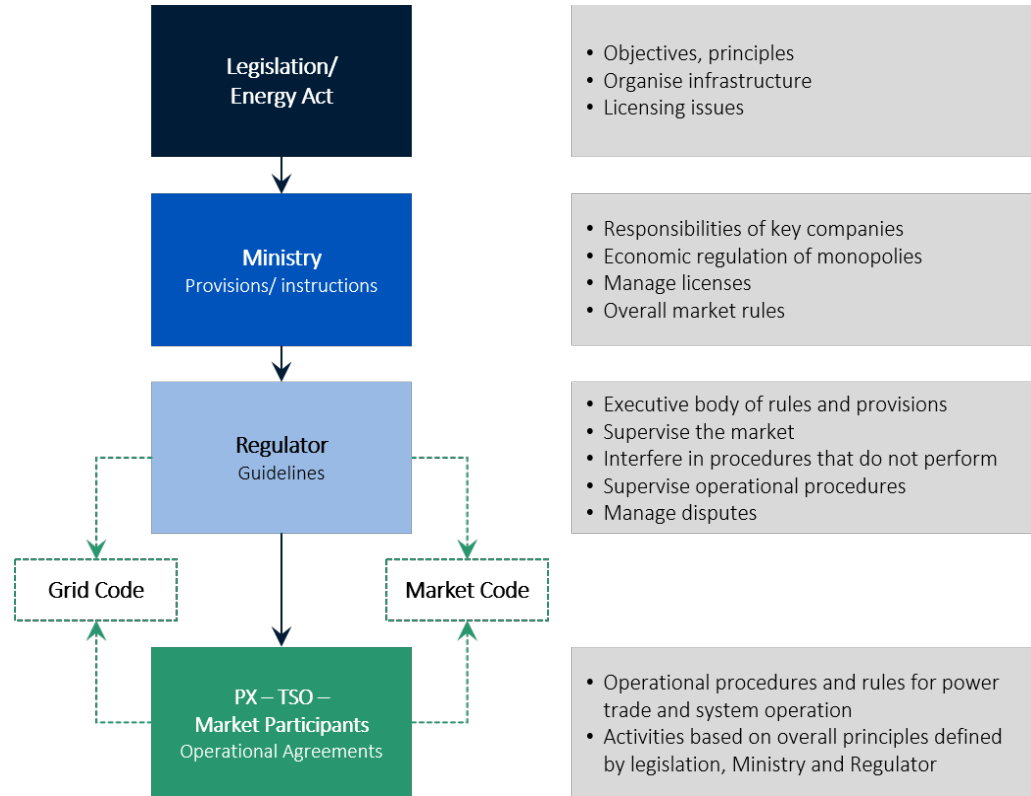 Legislation/
Energy Act
• Objectives, principles
• Organise infrastructure
• Licensing issues
Ministry
Provisions/ instructions
• Responsibilities of key companies
• Economic regulation of monopolies
• Manage licenses
• Overall market rules
Regulator
Guidelines
• Executive body of rules and provisions
• Supervise the market
• Interfere in procedures that do not perform
• Supervise operational procedures
• Manage disputes
Grid Code
Market Code
PX – TSO –
Market Participants
Operational Agreements
• Operational procedures and rules for power
trade and system operation
• Activities based on overall principles defined
by legislation, Ministry and Regulator